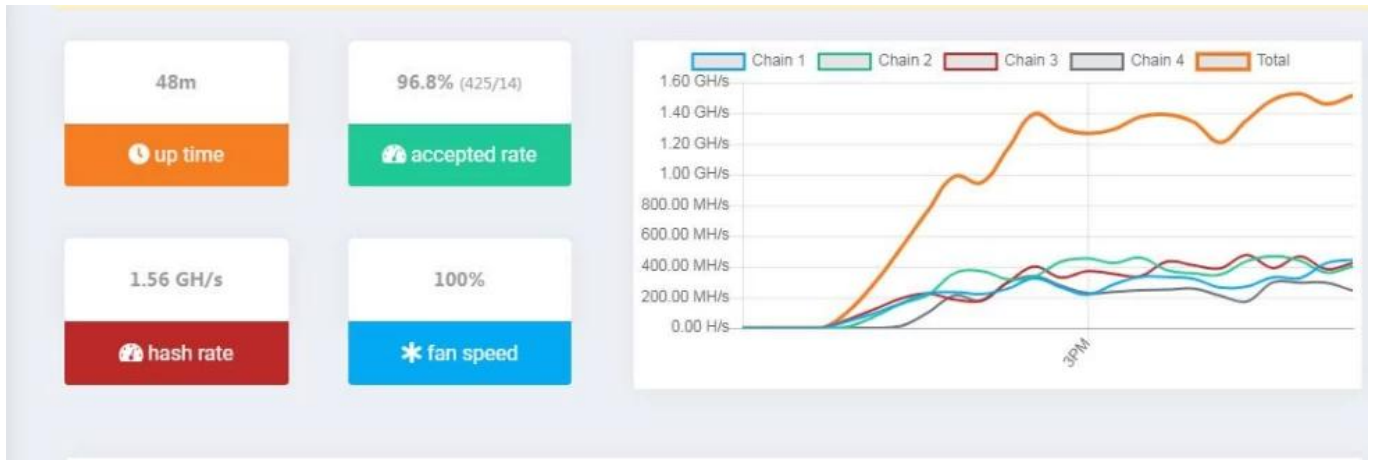 48m
up time
96.8% (425/14)
accepted rate
1.56 GH/s
hash rate
100%
fan speed
Chain 1 Chain 2 Chain 3 Chain 4 Total
1.60 GH/s
1.40 GH/s
1.20 GH/s
1.00 GH/s
800.00 MH/s
600.00 MH/s
400.00 MH/s
200.00 MH/s
0.00 H/s
3PM